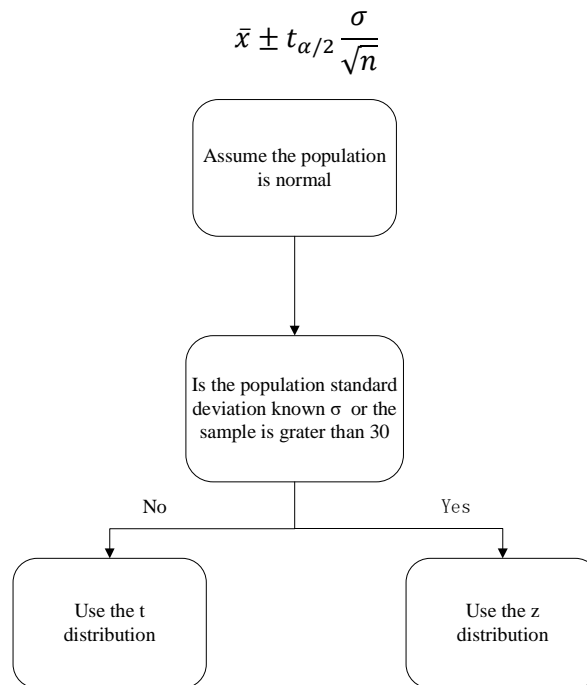 x̄ ± t_{α/2} σ/√n
Assume the population
is normal
Is the population standard
deviation known σ or the
sample is grater than 30
No
Yes
Use the t
distribution
Use the z
distribution